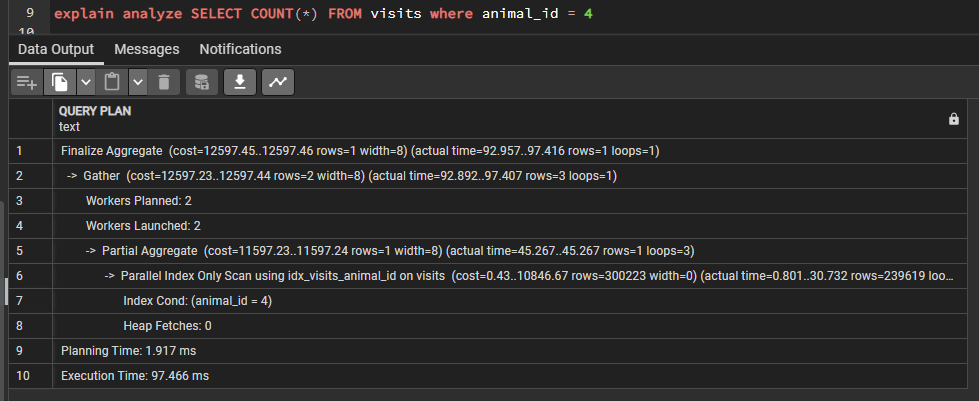 9 explain analyze SELECT COUNT(*) FROM visits where animal_id = 4
10
Data Output Messages Notifications
QUERY PLAN
text
1 Finalize Aggregate (cost=12597.45..12597.46 rows=1 width=8) (actual time=92.957..97.416 rows=1 loops=1)
2 -> Gather (cost=12597.23..12597.44 rows=2 width=8) (actual time=92.892..97.407 rows=3 loops=1)
3 Workers Planned: 2
4 Workers Launched: 2
5 -> Partial Aggregate (cost=11597.23..11597.24 rows=1 width=8) (actual time=45.267..45.267 rows=1 loops=3)
6 -> Parallel Index Only Scan using idx_visits_animal_id on visits (cost=0.43..10846.67 rows=300223 width=0) (actual time=0.801..30.732 rows=239619 loo...
7 Index Cond: (animal_id = 4)
8 Heap Fetches: 0
9 Planning Time: 1.917 ms
10 Execution Time: 97.466 ms